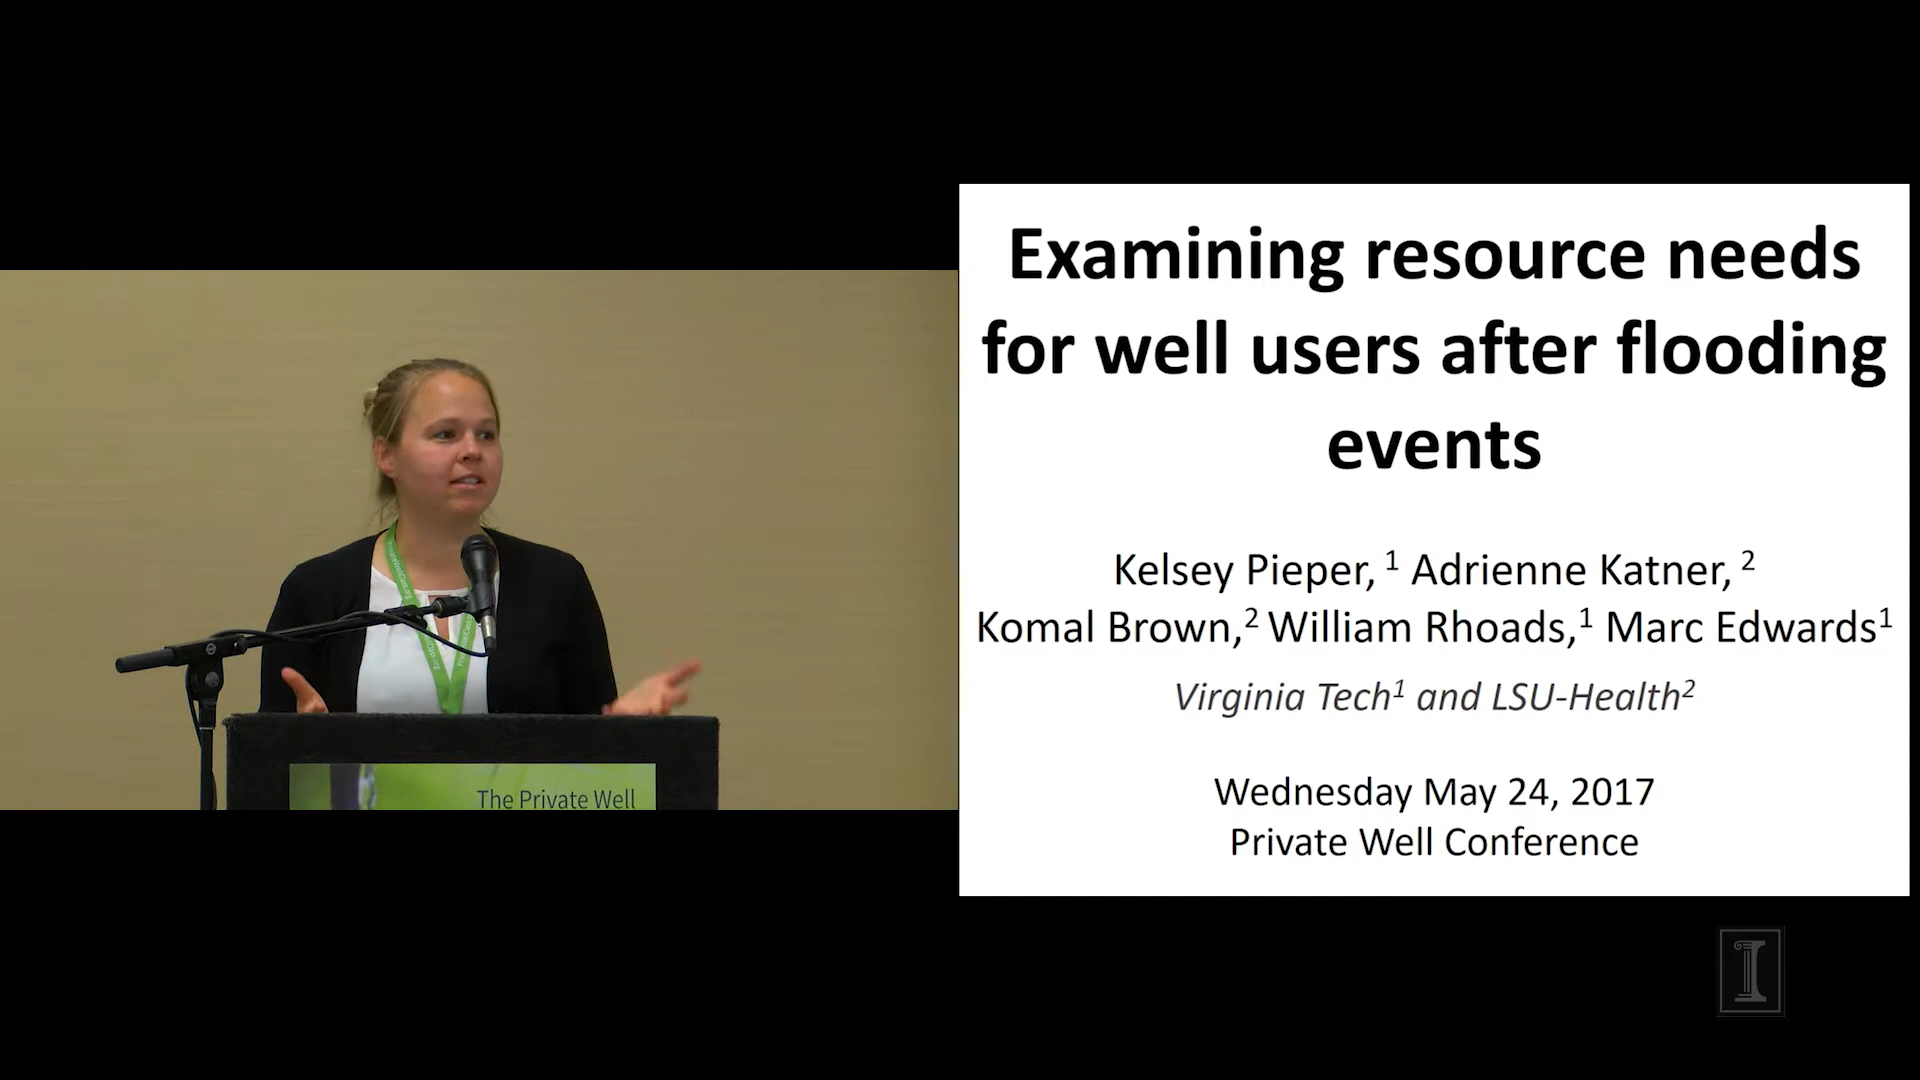 Examining resource needs
for well users after flooding
events
Kelsey Pieper, 1 Adrienne Katner, 2
Komal Brown,2 William Rhoads,1 Marc Edwards1
Virginia Tech1 and LSU-Health2
Wednesday May 24, 2017
Private Well Conference
The Private Well